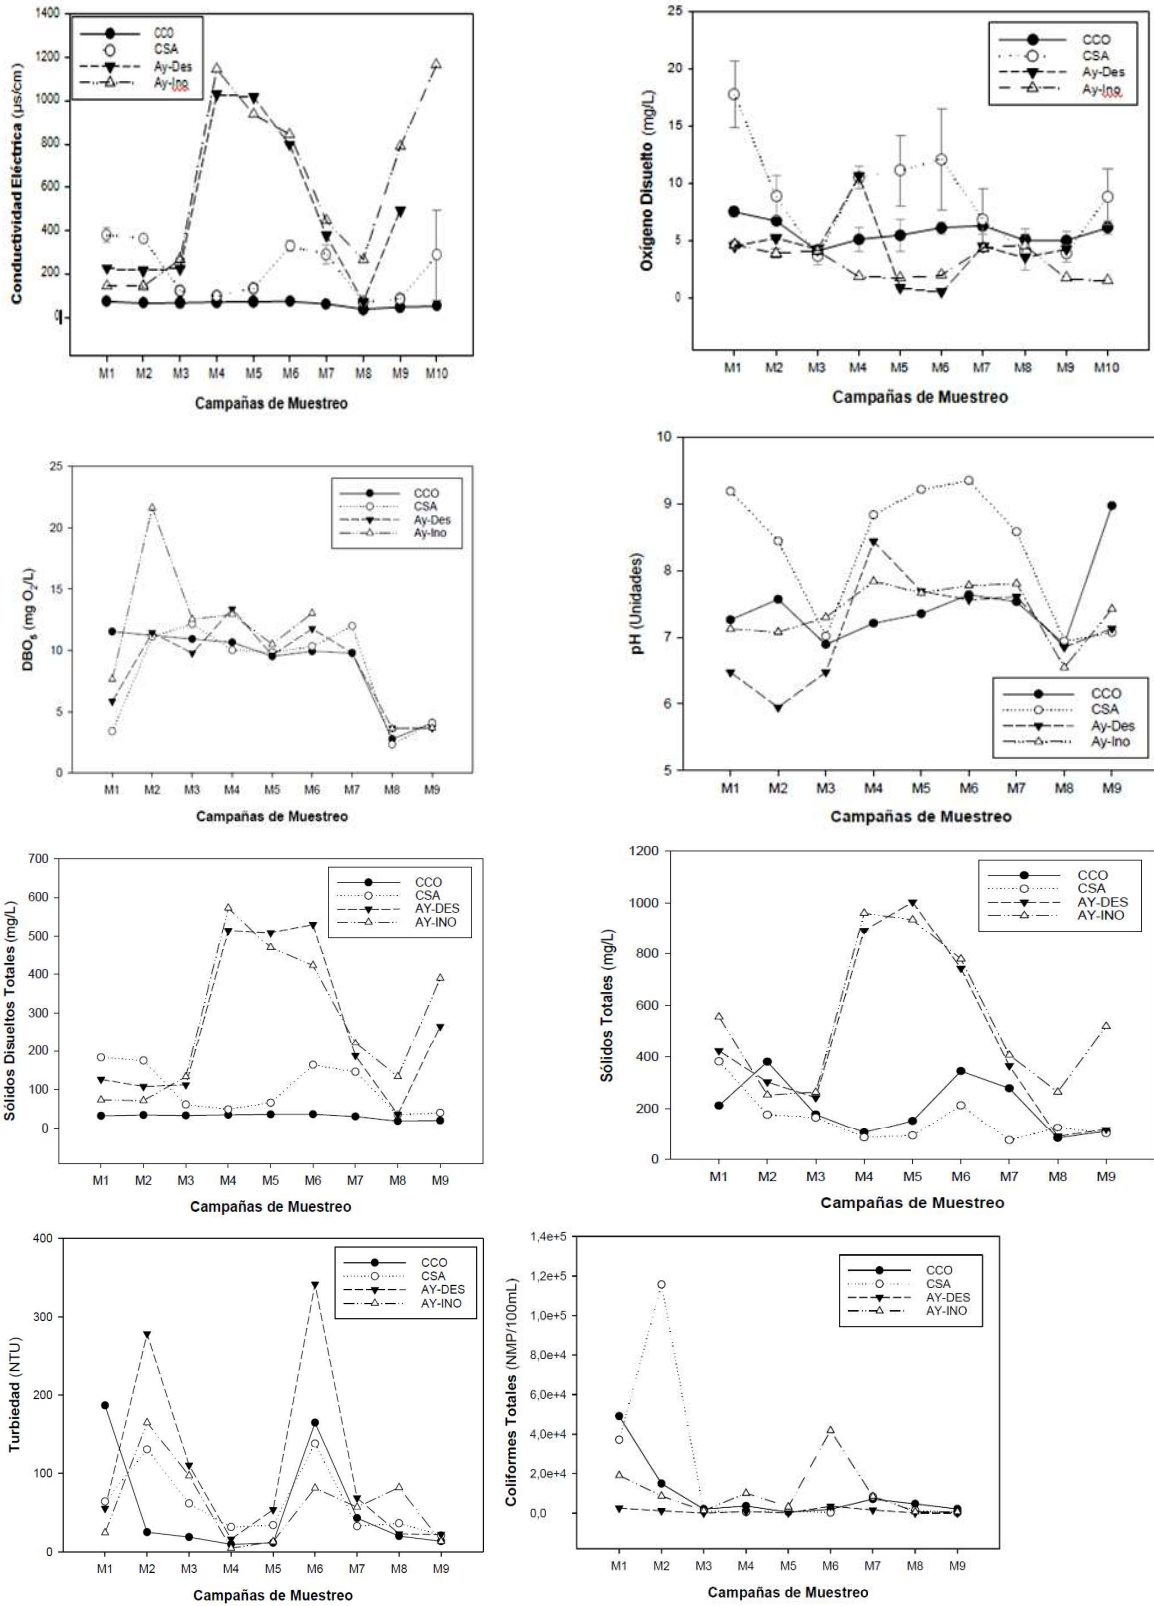 1400
1200
1000
800
600
400
200
0
Conductividad Eléctrica (µs/cm)
CCO
CSA
Ay-Des
Ay-Ino
M1 M2 M3 M4 M5 M6 M7 M8 M9 M10
Campañas de Muestreo
25
20
15
10
5
0
Oxígeno Disuelto (mg/L)
CCO
CSA
Ay-Des
Ay-Ino
M1 M2 M3 M4 M5 M6 M7 M8 M9 M10
Campañas de Muestreo
25
20
15
10
5
0
DBO5 (mg O2/L)
CCO
CSA
Ay-Des
Ay-Ino
M1 M2 M3 M4 M5 M6 M7 M8 M9
Campañas de Muestreo
10
9
8
7
6
5
pH (Unidades)
CCO
CSA
Ay-Des
Ay-Ino
M1 M2 M3 M4 M5 M6 M7 M8 M9
Campañas de Muestreo
700
600
500
400
300
200
100
0
Sólidos Disueltos Totales (mg/L)
CCO
CSA
AY-DES
AY-INO
M1 M2 M3 M4 M5 M6 M7 M8 M9
Campañas de Muestreo
1200
1000
800
600
400
200
0
Sólidos Totales (mg/L)
CCO
CSA
AY-DES
AY-INO
M1 M2 M3 M4 M5 M6 M7 M8 M9
Campañas de Muestreo
400
300
200
100
0
Turbiedad (NTU)
CCO
CSA
AY-DES
AY-INO
M1 M2 M3 M4 M5 M6 M7 M8 M9
Campañas de Muestreo
1,4e+5
1,2e+5
1,0e+5
8,0e+4
6,0e+4
4,0e+4
2,0e+4
0,0
Coliformes Totales (NMP/100mL)
CCO
CSA
AY-DES
AY-INO
M1 M2 M3 M4 M5 M6 M7 M8 M9
Campañas de Muestreo